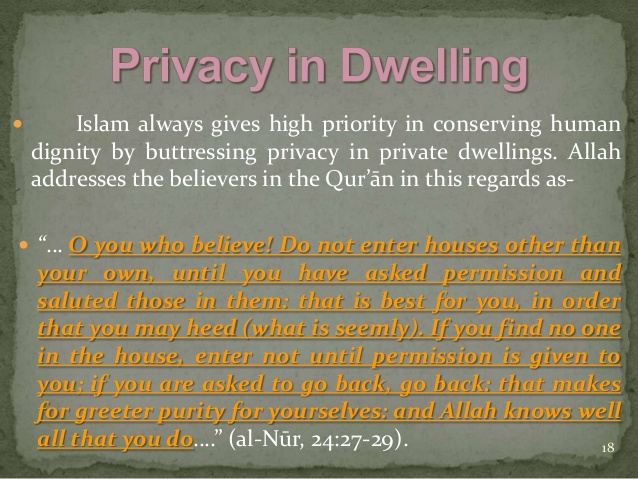 Privacy in Dwelling
• Islam always gives high priority in conserving human
dignity by buttressing privacy in private dwellings. Allah
addresses the believers in the Qur’ān in this regards as-
• “… O you who believe! Do not enter houses other than
your own, until you have asked permission and
saluted those in them: that is best for you, in order
that you may heed (what is seemly). If you find no one
in the house, enter not until permission is given to
you; if you are asked to go back, go back: that makes
for greeter purity for yourselves: and Allah knows well
all that you do….” (al-Nūr, 24:27-29).
18